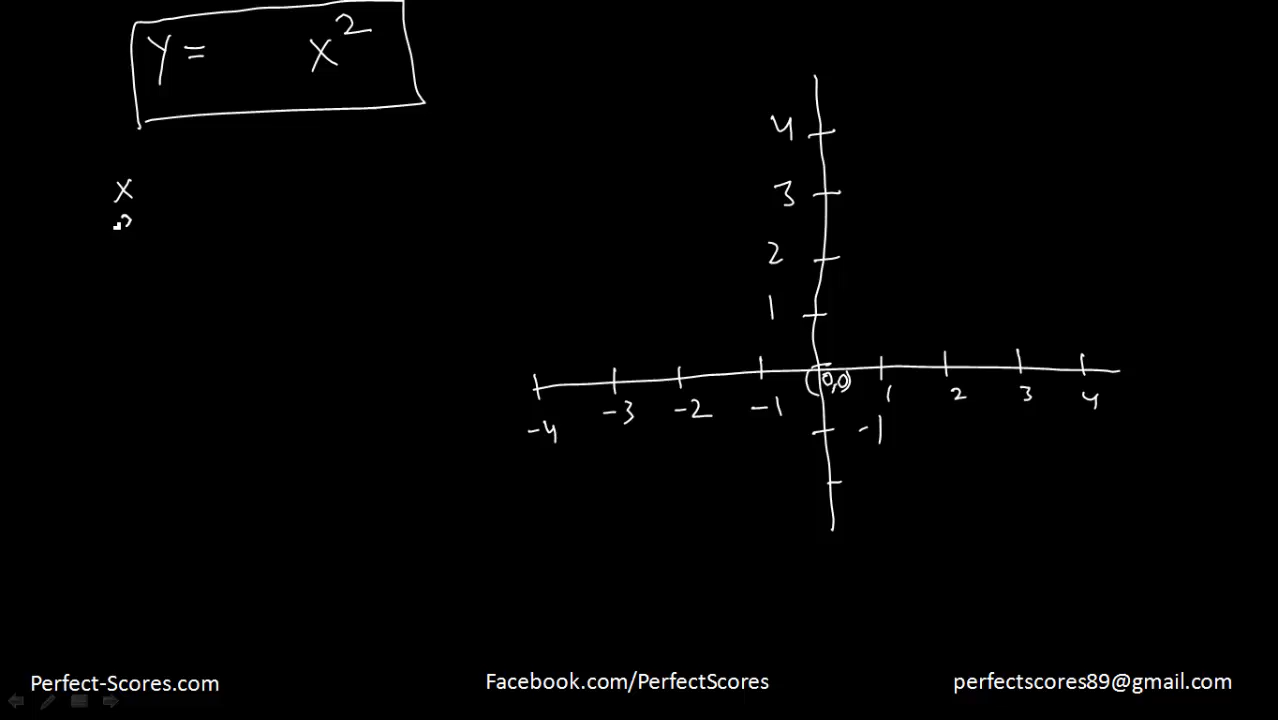 Y = x²
x
4
3
2
1
-4 -3 -2 -1 (0,0) 1 2 3 4
-1
Perfect-Scores.com Facebook.com/PerfectScores perfectscores89@gmail.com